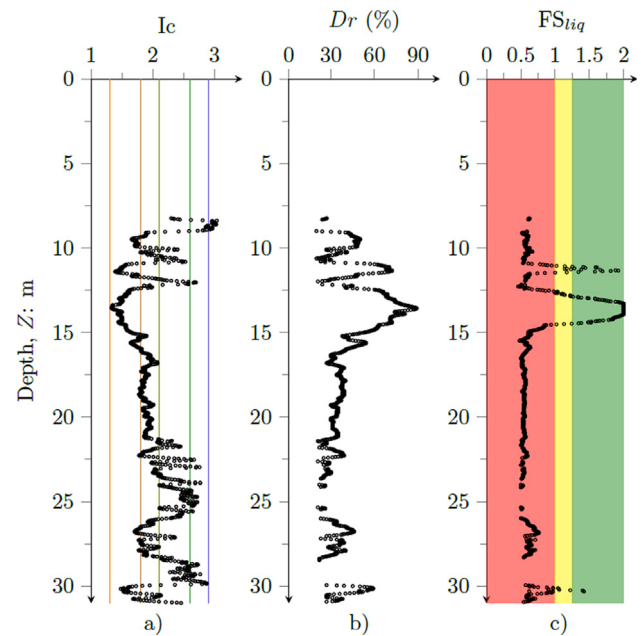 Ic
Dr (%)
FSliq
1 2 3
0 30 60 90
0 0.5 1 1.5 2
0 0 0
5 5 5
10 10 10
15 15 15
20 20 20
25 25 25
30 30 30
Depth, Z: m
a) b) c)